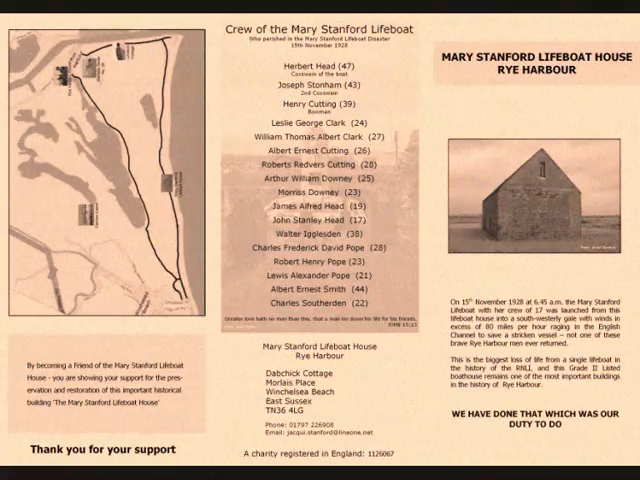 Crew of the Mary Stanford Lifeboat
Who perished in the Mary Stanford Lifeboat Disaster
15th November 1928
Herbert Head (47)
Coxswain of the boat
Joseph Stonham (43)
2nd Coxswain
Henry Cutting (39)
Bowman
Leslie George Clark (24)
William Thomas Albert Clark (27)
Albert Ernest Cutting (26)
Roberts Redvers Cutting (28)
Arthur William Downey (25)
Morriss Downey (23)
James Alfred Head (19)
John Stanley Head (17)
Walter Igglesden (38)
Charles Frederick David Pope (28)
Robert Henry Pope (23)
Lewis Alexander Pope (21)
Albert Ernest Smith (44)
Charles Southerden (22)
Greater love hath no man than this, that a man lay down his life for his friends.
JOHN 15:13
Mary Stanford Lifeboat House
Rye Harbour
Dabchick Cottage
Morlais Place
Winchelsea Beach
East Sussex
TN36 4LG
Phone: 01797 226908
Email: jacqui.stanford@lineone.net
A charity registered in England: 1126067
By becoming a Friend of the Mary Stanford Lifeboat
House - you are showing your support for the pres-
ervation and restoration of this important historical
building 'The Mary Stanford Lifeboat House'
Thank you for your support
MARY STANFORD LIFEBOAT HOUSE
RYE HARBOUR
On 15th November 1928 at 6.45 a.m. the Mary Stanford
Lifeboat with her crew of 17 was launched from this
lifeboat house into a south-westerly gale with winds in
excess of 80 miles per hour raging in the English
Channel to save a stricken vessel – not one of these
brave Rye Harbour men ever returned.
This is the biggest loss of life from a single lifeboat in
the history of the RNLI, and this Grade II Listed
boathouse remains one of the most important buildings
in the history of Rye Harbour.
WE HAVE DONE THAT WHICH WAS OUR
DUTY TO DO